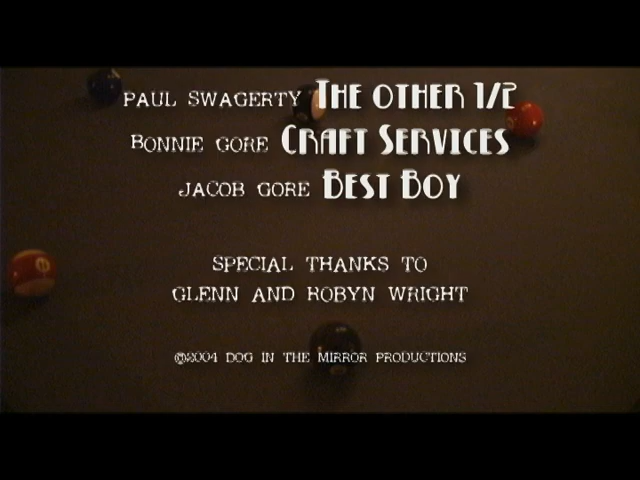 PAUL SWAGERTY THE OTHER 1/2
BONNIE GORE CRAFT SERVICES
JACOB GORE BEST BOY
SPECIAL THANKS TO
GLENN AND ROBYN WRIGHT
©2004 DOG IN THE MIRROR PRODUCTIONS